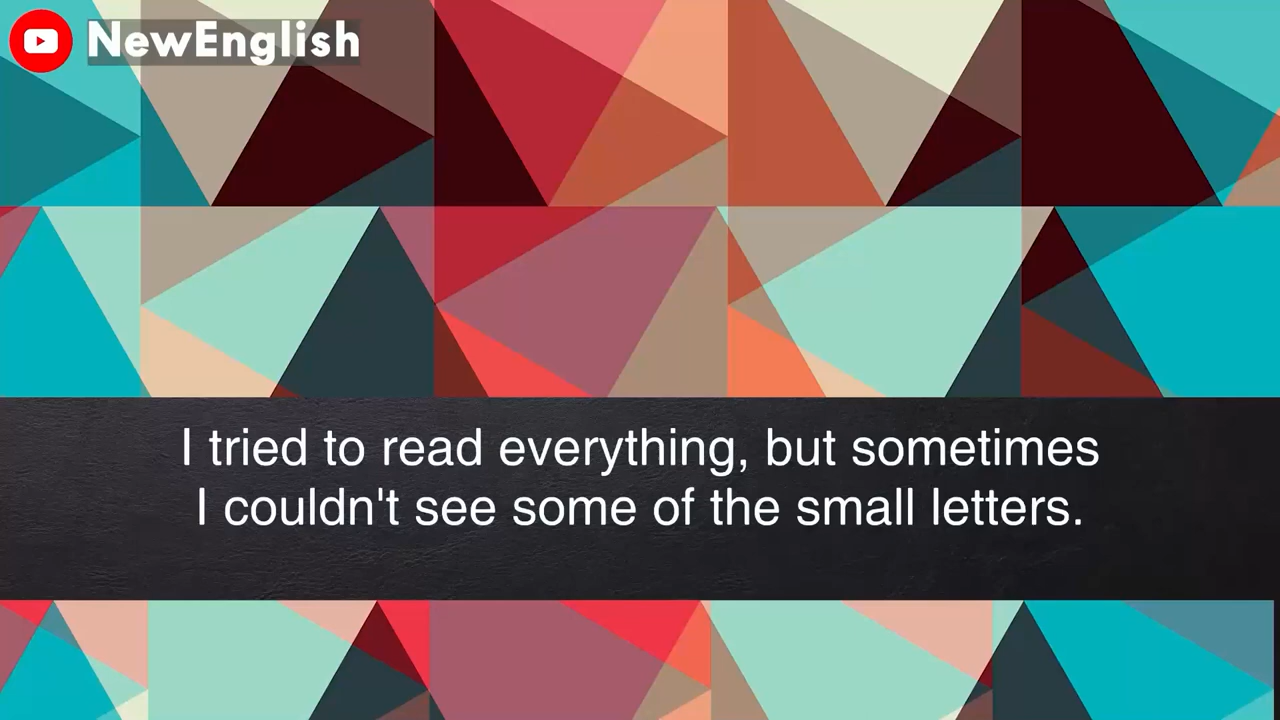 NewEnglish
I tried to read everything, but sometimes
I couldn't see some of the small letters.